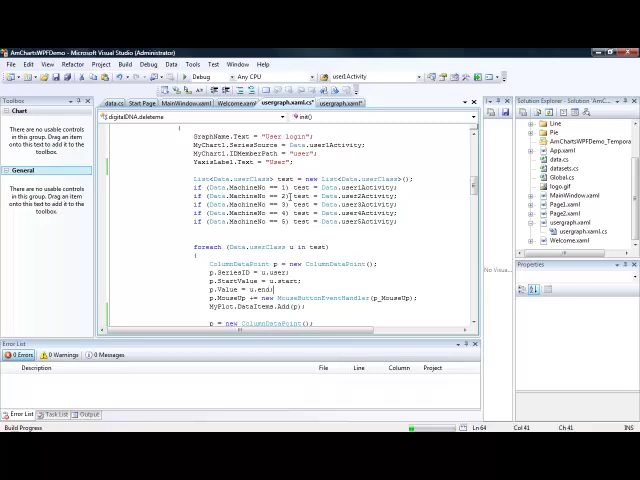 AmChartsWPFDemo - Microsoft Visual Studio (Administrator)
File Edit View Refactor Project Build Debug Data Tools Test Window Help
Debug Any CPU user1Activity
Toolbox
Chart
There are no usable controls
in this group. Drag an item
onto this text to add it to the
toolbox.
General
There are no usable controls
in this group. Drag an item
onto this text to add it to the
toolbox.
data.cs Start Page MainWindow.xaml Welcome.xaml usergraph.xaml.cs* usergraph.xaml*
digitalDNA.deleteme init()
{
GraphName.Text = "User login";
MyChart1.SeriesSource = Data.user1Activity;
MyChart1.IDMemberPath = "user";
YaxisLabel.Text = "User";
List<Data.userClass> test = new List<Data.userClass>();
if (Data.MachineNo == 1) test = Data.user1Activity;
if (Data.MachineNo == 2) test = Data.user2Activity;
if (Data.MachineNo == 3) test = Data.user3Activity;
if (Data.MachineNo == 4) test = Data.user4Activity;
if (Data.MachineNo == 5) test = Data.user5Activity;
foreach (Data.userClass u in test)
{
ColumnDataPoint p = new ColumnDataPoint();
p.SeriesID = u.user;
p.StartValue = u.start;
p.Value = u.end;
p.MouseUp += new MouseButtonEventHandler(p_MouseUp);
MyPlot.DataItems.Add(p);
p = new ColumnDataPoint()
No Visua
Solution Explorer - AmC
Line
Pie
AmChartsWPFDemo_Tempora
App.xaml
data.cs
datasets.cs
Global.cs
logo.gif
MainWindow.xaml
Page1.xaml
Page2.xaml
usergraph.xaml
usergraph.xaml.cs
Welcome.xaml
Properties
Error List
0 Errors 0 Warnings 0 Messages
Description File Line Column Project
Error List Task List Output
Build Progress Ln 64 Col 41 Ch 41 INS